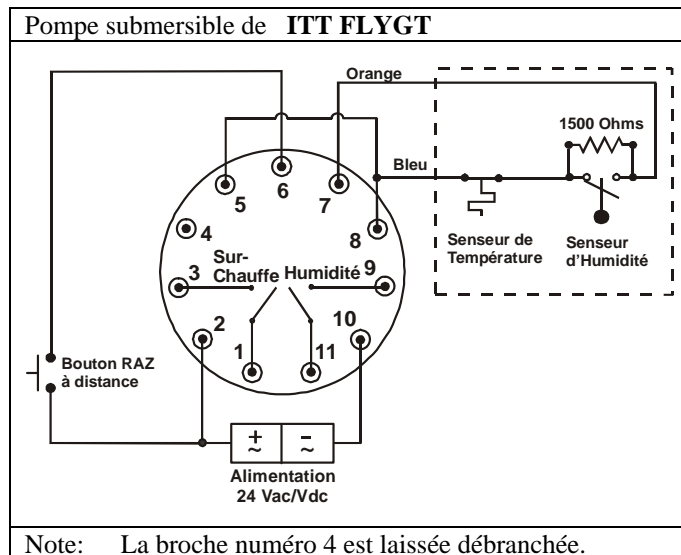 Pompe submersible de ITT FLYGT
Orange
1500 Ohms
Bleu
6
5
7
4
8
Sur-
Chauffe
Humidité
3
9
Senseur de
Température
Senseur
d'Humidité
2
10
1
11
Bouton RAZ
à distance
+
~
-
~
Alimentation
24 Vac/Vdc
Note: La broche numéro 4 est laissée débranchée.